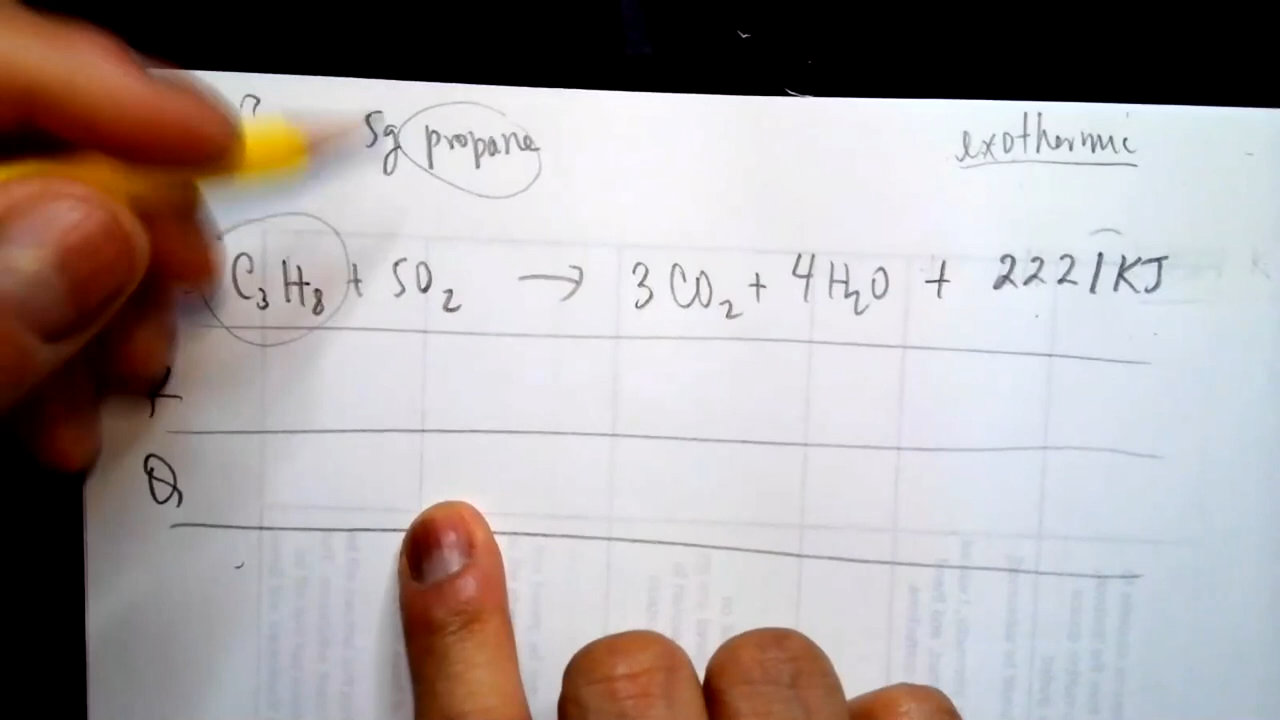 ? 5g propane exothermic
C₃H₈ + 5O₂ → 3CO₂ + 4H₂O + 2221KJ
Q